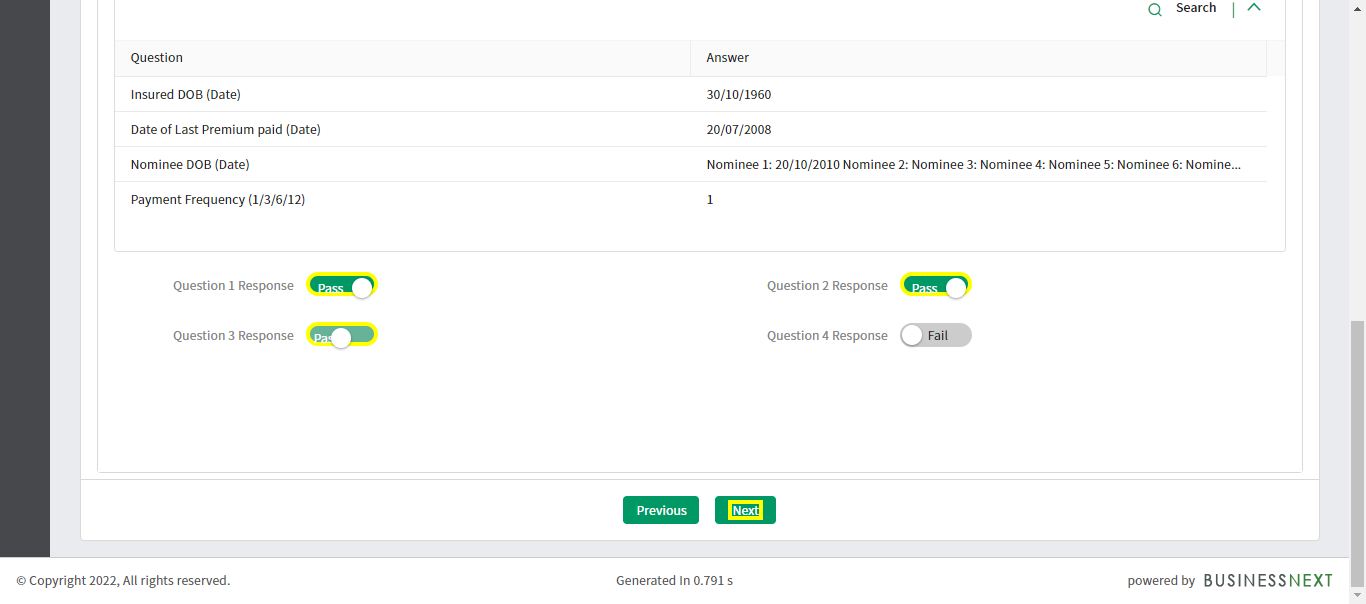 Search |
Question Answer
Insured DOB (Date) 30/10/1960
Date of Last Premium paid (Date) 20/07/2008
Nominee DOB (Date) Nominee 1: 20/10/2010 Nominee 2: Nominee 3: Nominee 4: Nominee 5: Nominee 6: Nomine...
Payment Frequency (1/3/6/12) 1
Question 1 Response Pass Question 2 Response Pass
Question 3 Response Pas Question 4 Response Fail
Previous Next
© Copyright 2022, All rights reserved. Generated In 0.791 s powered by BUSINESSNEXT